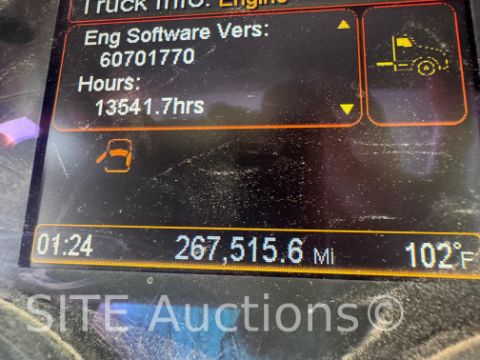 Truck Info: Engine
Eng Software Vers:
60701770
Hours:
13541.7hrs
01:24 267,515.6 Mi 102°F
© SITE Auctions ©